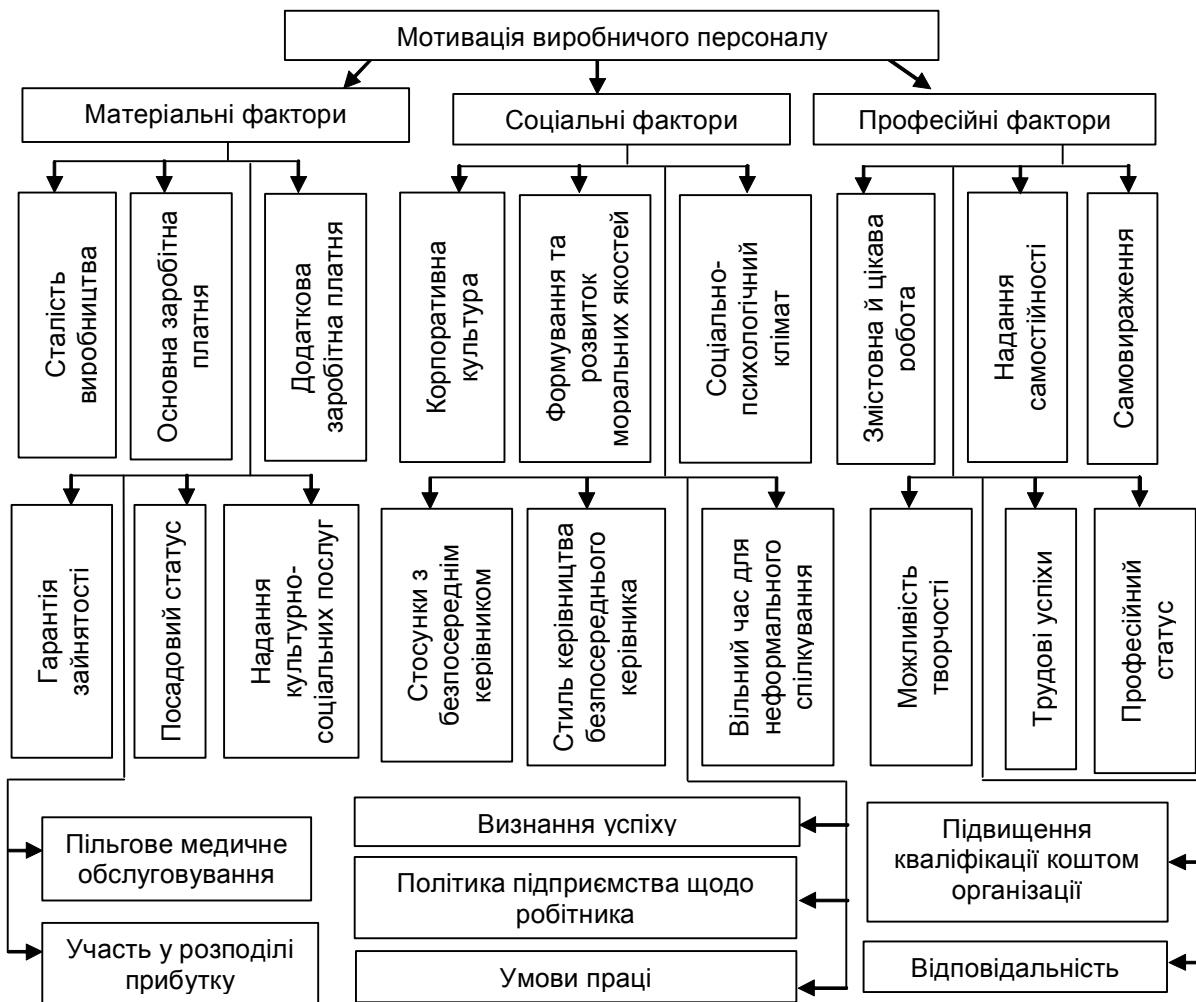 Мотивація виробничого персоналу
Матеріальні фактори
Соціальні фактори
Професійні фактори
Сталість
виробництва
Основна заробітна
платня
Додаткова
заробітна платня
Корпоративна
культура
Формування та
розвиток
моральних якостей
Соціально-
психологічний
клімат
Змістовна й цікава
робота
Надання
самостійності
Самовираження
Гарантія
зайнятості
Посадовий статус
Надання
культурно-
соціальних послуг
Стосунки з
безпосереднім
керівником
Стиль керівництва
безпосереднього
керівника
Вільний час для
неформального
спілкування
Можливість
творчості
Трудові успіхи
Професійний
статус
Пільгове медичне
обслуговування
Участь у розподілі
прибутку
Визнання успіху
Політика підприємства щодо
робітника
Умови праці
Підвищення
кваліфікації коштом
організації
Відповідальність